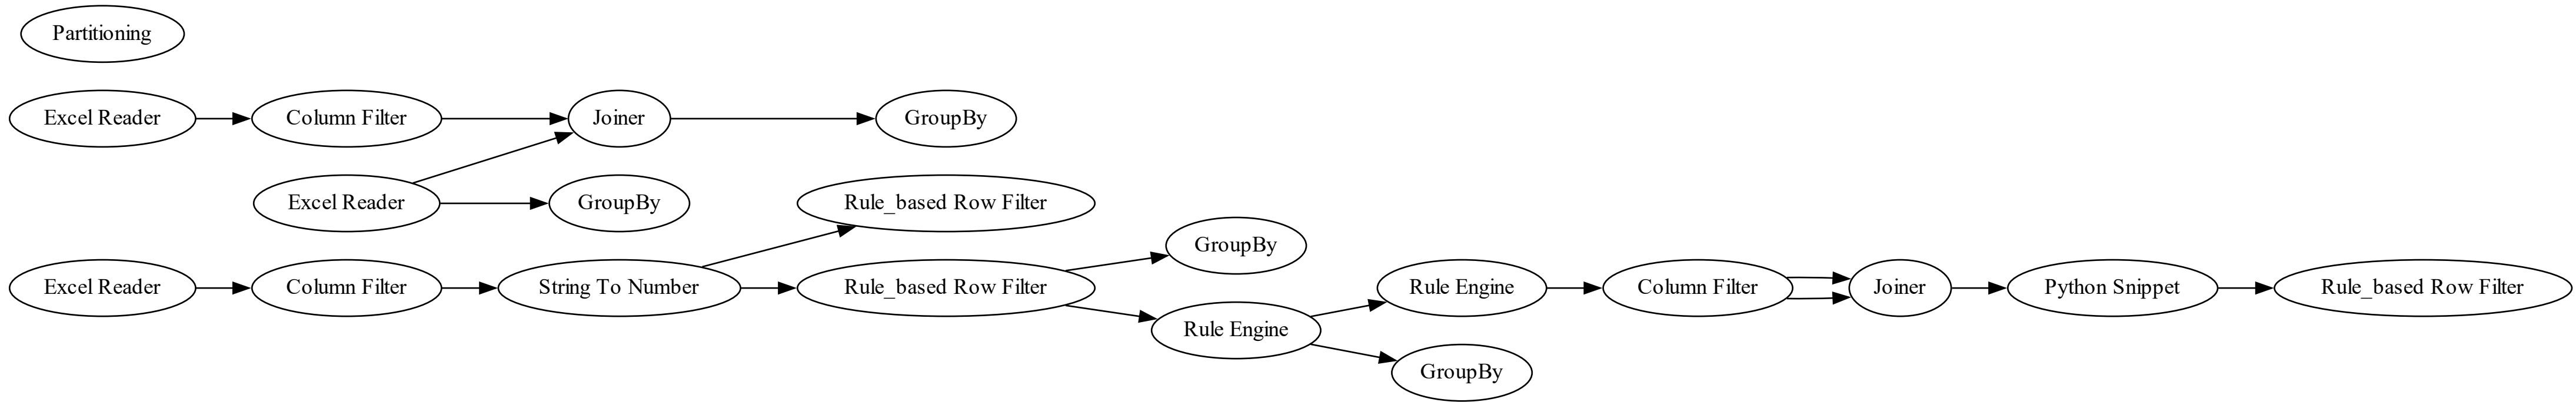 Partitioning
Excel Reader
Column Filter
Joiner
GroupBy
Excel Reader
GroupBy
Rule_based Row Filter
GroupBy
Excel Reader
Column Filter
String To Number
Rule_based Row Filter
Rule Engine
Rule Engine
Column Filter
Joiner
Python Snippet
Rule_based Row Filter
GroupBy